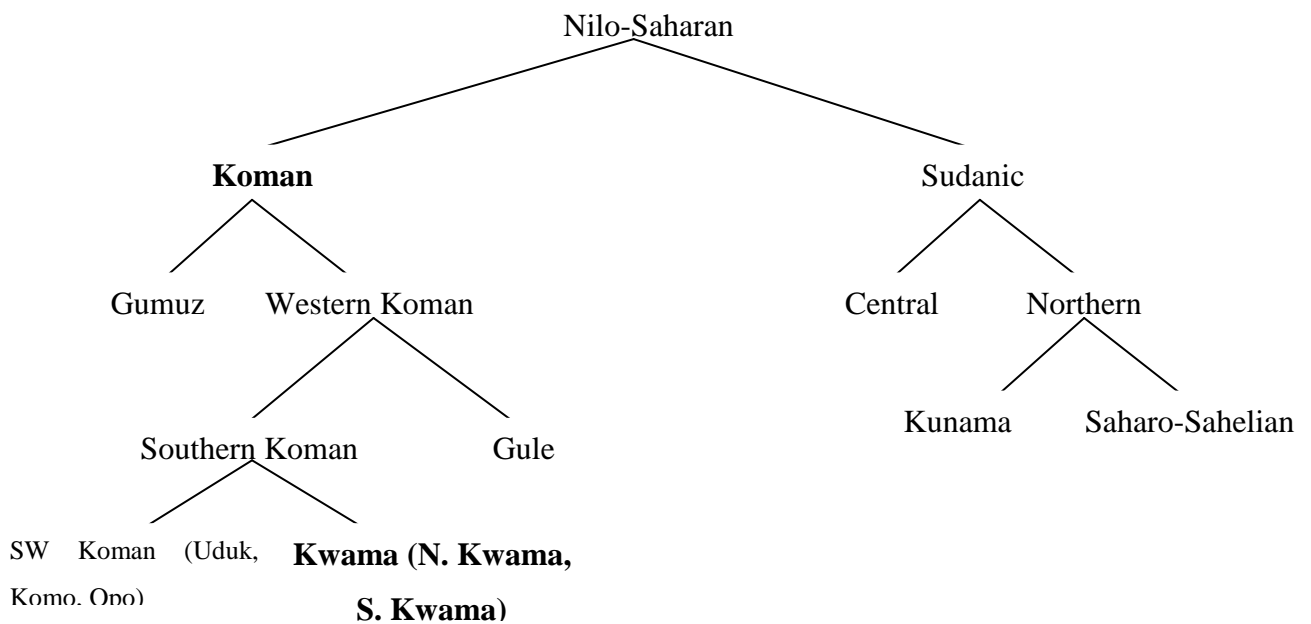 Nilo-Saharan
Koman Sudanic
Gumuz Western Koman Central Northern
Kunama Saharo-Sahelian
Southern Koman Gule
SW Koman (Uduk, Kwama (N. Kwama,
Komo, Opo) S. Kwama)